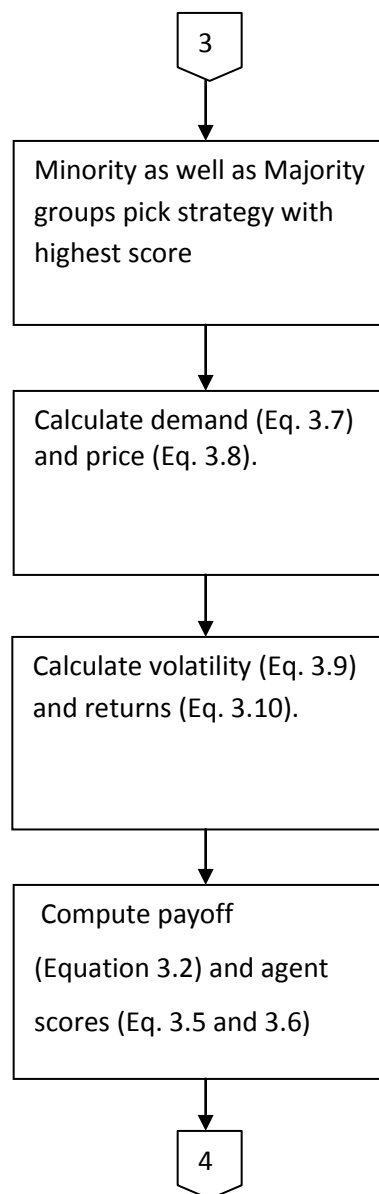 3
Minority as well as Majority
groups pick strategy with
highest score
Calculate demand (Eq. 3.7)
and price (Eq. 3.8).
Calculate volatility (Eq. 3.9)
and returns (Eq. 3.10).
Compute payoff
(Equation 3.2) and agent
scores (Eq. 3.5 and 3.6)
4